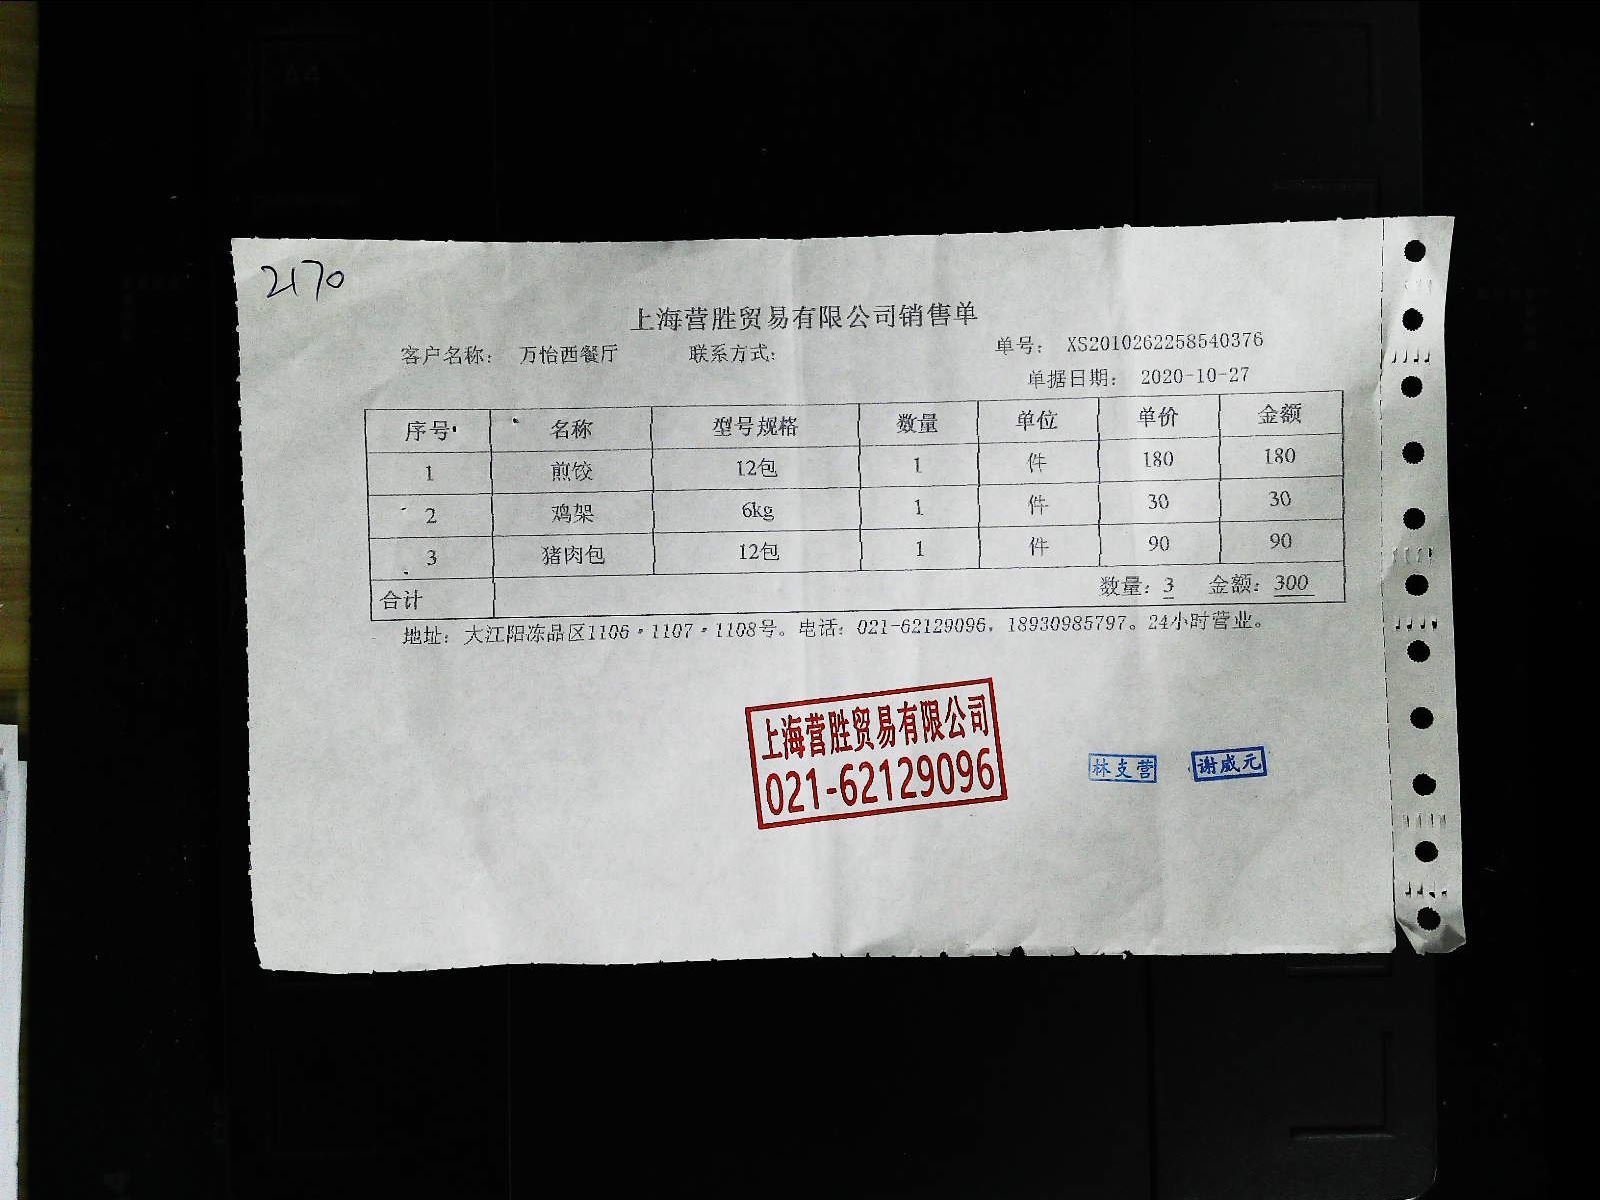 2170
上海营胜贸易有限公司销售单
客户名称： 万怡西餐厅 联系方式： 单号： XS2010262258540376
单据日期： 2020-10-27
序号 名称 型号规格 数量 单位 单价 金额
1 煎饺 12包 1 件 180 180
2 鸡架 6kg 1 件 30 30
3 猪肉包 12包 1 件 90 90
合计 数量：3 金额：300
地址：大江阳冻品区1106·1107·1108号。电话：021-62129096，18930985797。24小时营业。
上海营胜贸易有限公司
021-62129096
林支营 谢威元